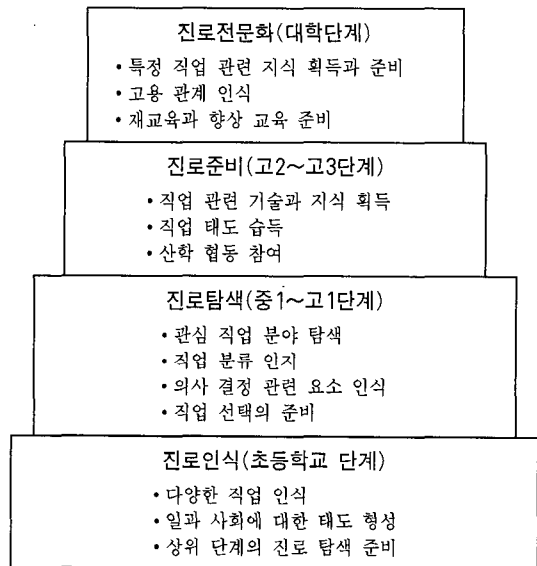 진로전문화(대학단계)
• 특정 직업 관련 지식 획득과 준비
• 고용 관계 인식
• 재교육과 향상 교육 준비
진로준비(고2~고3단계)
• 직업 관련 기술과 지식 획득
• 직업 태도 습득
• 산학 협동 참여
진로탐색(중1~고1단계)
• 관심 직업 분야 탐색
• 직업 분류 인지
• 의사 결정 관련 요소 인식
• 직업 선택의 준비
진로인식(초등학교 단계)
• 다양한 직업 인식
• 일과 사회에 대한 태도 형성
• 상위 단계의 진로 탐색 준비